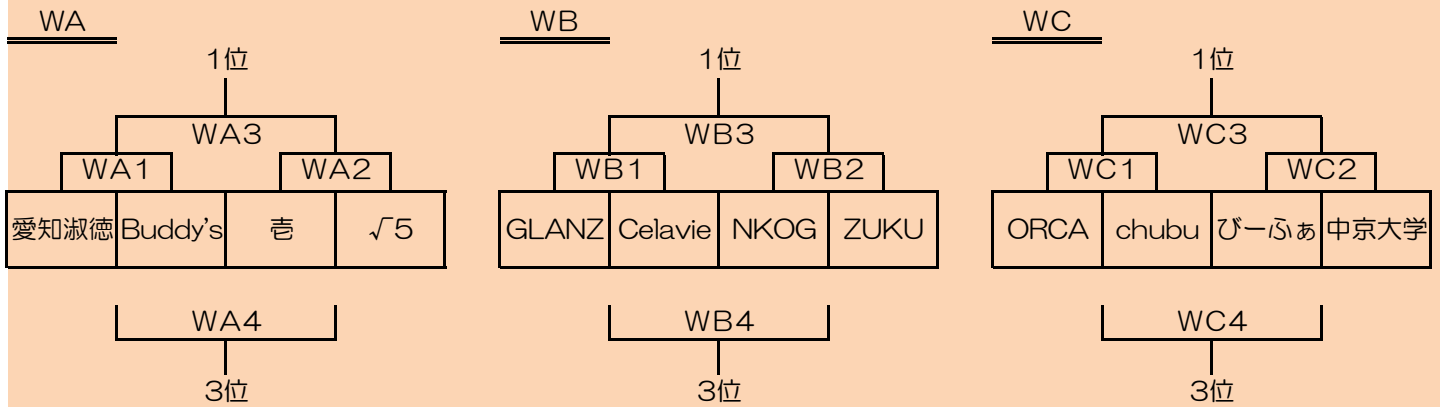 WA WB WC
1位 1位 1位
WA3 WB3 WC3
WA1 WA2 WB1 WB2 WC1 WC2
愛知淑徳 Buddy's 壱 √5 GLANZ Celavie NKOG ZUKU ORCA chubu びーふぁ 中京大学
WA4 WB4 WC4
3位 3位 3位